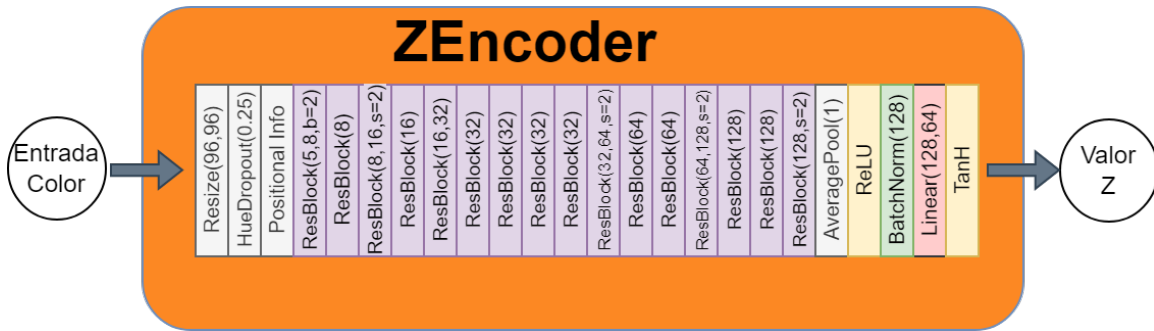 ZEncoder
Entrada
Color
Resize(96,96)
HueDropout(0.25)
Positional Info
ResBlock(5,8,b=2)
ResBlock(8)
ResBlock(8,16,s=2)
ResBlock(16)
ResBlock(16,32)
ResBlock(32)
ResBlock(32)
ResBlock(32)
ResBlock(32)
ResBlock(32,64,s=2)
ResBlock(64)
ResBlock(64)
ResBlock(64,128,s=2)
ResBlock(128)
ResBlock(128)
ResBlock(128,s=2)
AveragePool(1)
ReLU
BatchNorm(128)
Linear(128,64)
TanH
Valor
Z